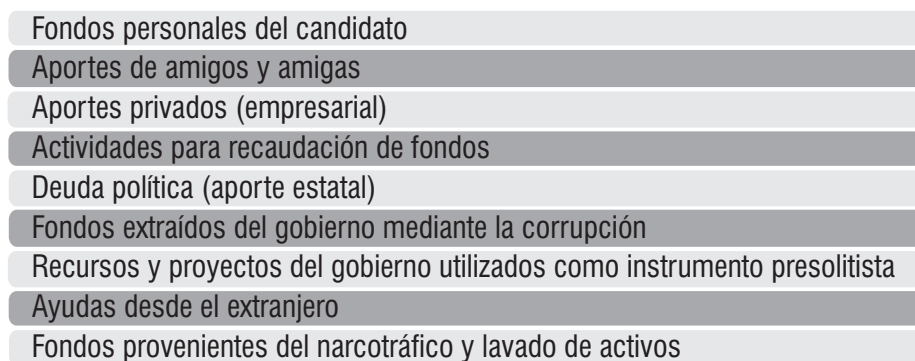 Fondos personales del candidato
Aportes de amigos y amigas
Aportes privados (empresarial)
Actividades para recaudación de fondos
Deuda política (aporte estatal)
Fondos extraídos del gobierno mediante la corrupción
Recursos y proyectos del gobierno utilizados como instrumento presolitista
Ayudas desde el extranjero
Fondos provenientes del narcotráfico y lavado de activos